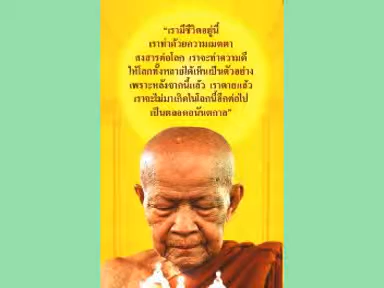 “เรามีชีวิตอยู่นี้
เราทำด้วยความเมตตา
สงสารต่อโลก เราจะทำความดี
ให้โลกทั้งหลายได้เห็นเป็นตัวอย่าง
เพราะหลังจากนี้แล้ว เราตายแล้ว
เราจะไม่มาเกิดในโลกนี้อีกต่อไป
เป็นตลอดอนันตกาล”